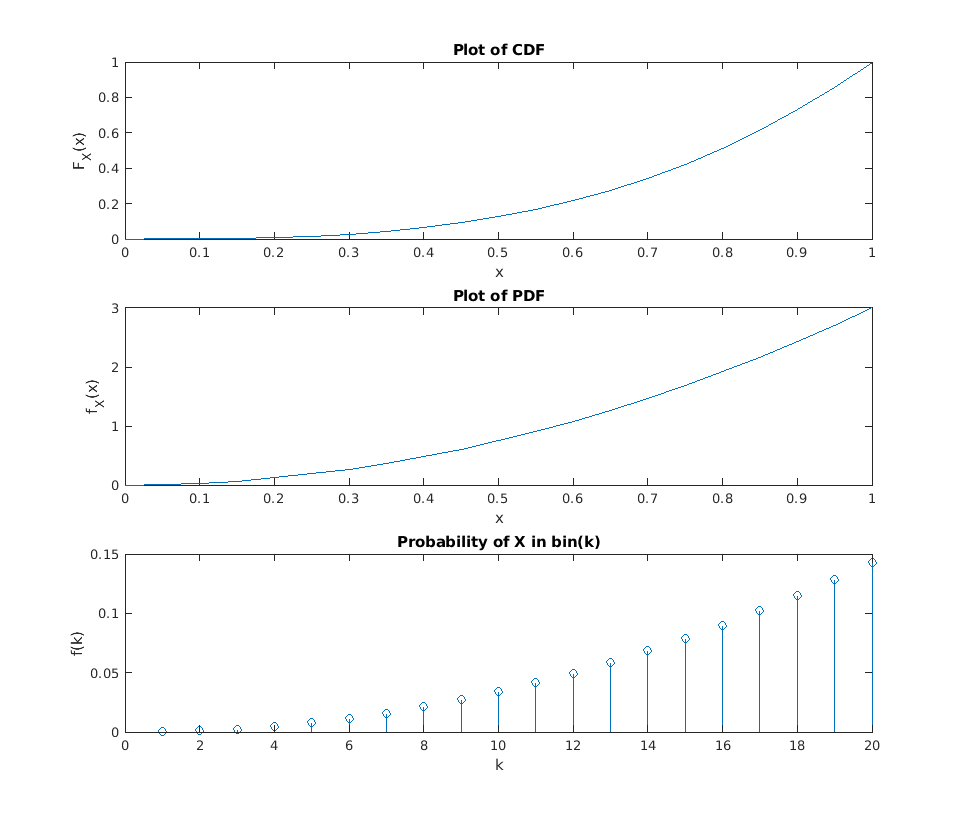 Plot of CDF
1
0.8
0.6
0.4
0.2
0
F_X(x)
0 0.1 0.2 0.3 0.4 0.5 0.6 0.7 0.8 0.9 1
x
Plot of PDF
3
2
1
0
f_X(x)
0 0.1 0.2 0.3 0.4 0.5 0.6 0.7 0.8 0.9 1
x
Probability of X in bin(k)
0.15
0.1
0.05
0
f(k)
0 2 4 6 8 10 12 14 16 18 20
k